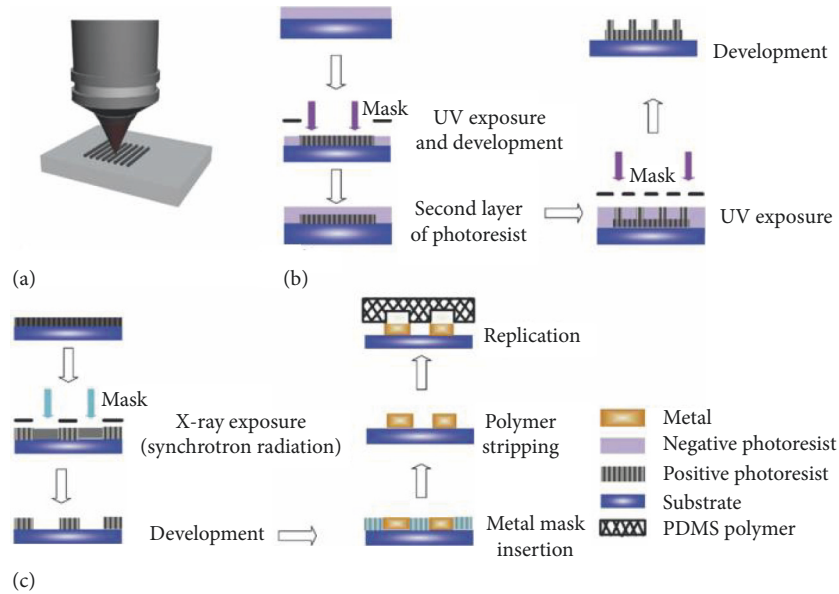 Mask
UV exposure
and development
Second layer
of photoresist
Development
Mask
UV exposure
(a)
(b)
Mask
X-ray exposure
(synchrotron radiation)
Development
Replication
Polymer
stripping
Metal mask
insertion
Metal
Negative photoresist
Positive photoresist
Substrate
PDMS polymer
(c)